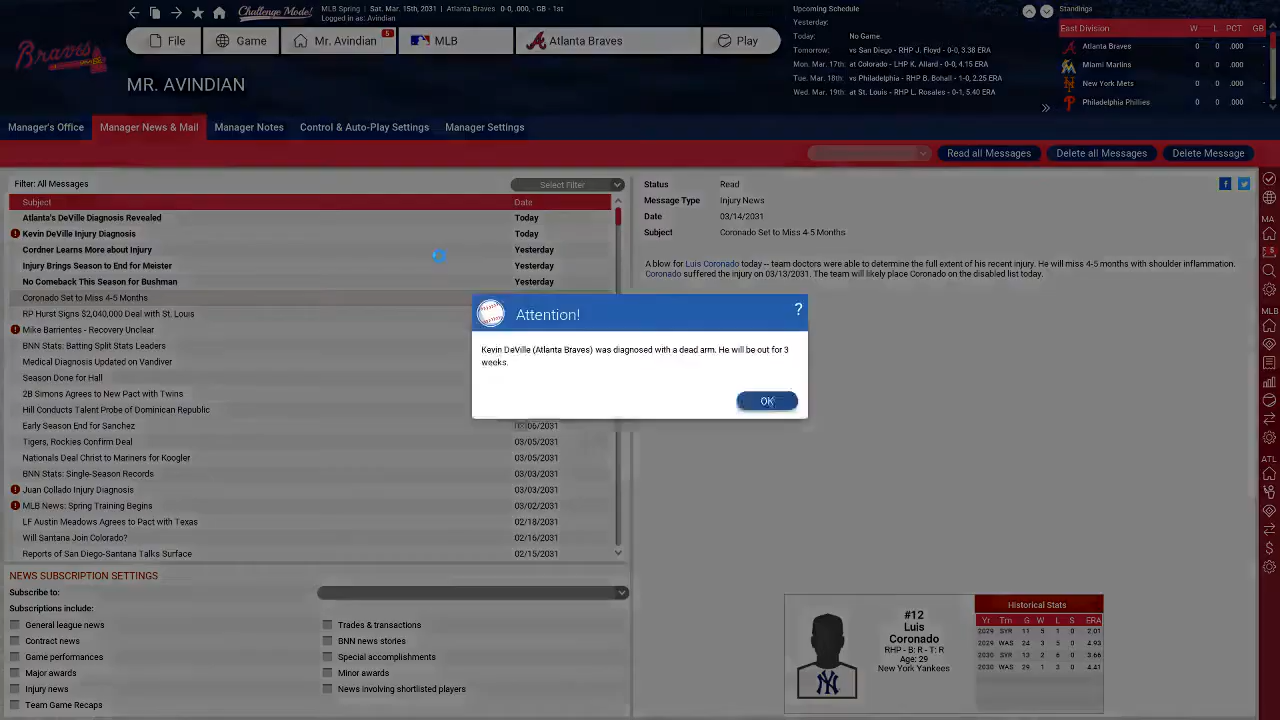 Challenge Mode!
MLB Spring | Sat. Mar. 15th, 2031 | Atlanta Braves 0-0, .000, - GB - 1st
Logged in as: Avindian
File
Game
Mr. Avindian
5
MLB
Atlanta Braves
Play
Braves
MR. AVINDIAN
Upcoming Schedule
Yesterday:
Today: No Game.
Tomorrow: vs San Diego - RHP J. Floyd - 0-0, 3.38 ERA
Mon. Mar. 17th: at Colorado - LHP K. Allard - 0-0, 4.15 ERA
Tue. Mar. 18th: vs Philadelphia - RHP B. Bohall - 1-0, 2.25 ERA
Wed. Mar. 19th: at St. Louis - RHP L. Rosales - 0-1, 5.40 ERA
Standings
East Division W L PCT GB
Atlanta Braves 0 0 .000 -
Miami Marlins 0 0 .000 -
New York Mets 0 0 .000 -
Philadelphia Phillies 0 0 .000 -
Manager's Office
Manager News & Mail
Manager Notes
Control & Auto-Play Settings
Manager Settings
Read all Messages
Delete all Messages
Delete Message
Filter: All Messages
Select Filter
Subject Date
Atlanta's DeVille Diagnosis Revealed Today
Kevin DeVille Injury Diagnosis Today
Cordner Learns More about Injury Yesterday
Injury Brings Season to End for Meister Yesterday
No Comeback This Season for Bushman Yesterday
Coronado Set to Miss 4-5 Months
RP Hurst Signs $2,040,000 Deal with St. Louis
Mike Barrientes - Recovery Unclear
BNN Stats: Batting Split Stats Leaders
Medical Diagnosis Updated on Vandiver
Season Done for Hall
2B Simons Agrees to New Pact with Twins
Hill Conducts Talent Probe of Dominican Republic
Early Season End for Sanchez 03/06/2031
Tigers, Rockies Confirm Deal 03/05/2031
Nationals Deal Christ to Mariners for Koogler 03/05/2031
BNN Stats: Single-Season Records 03/03/2031
Juan Collado Injury Diagnosis 03/03/2031
MLB News: Spring Training Begins 03/02/2031
LF Austin Meadows Agrees to Pact with Texas 02/18/2031
Will Santana Join Colorado? 02/16/2031
Reports of San Diego-Santana Talks Surface 02/15/2031
Status Read
Message Type Injury News
Date 03/14/2031
Subject Coronado Set to Miss 4-5 Months
A blow for Luis Coronado today -- team doctors were able to determine the full extent of his recent injury. He will miss 4-5 months with shoulder inflammation.
Coronado suffered the injury on 03/13/2031. The team will likely place Coronado on the disabled list today.
Attention!
?
Kevin DeVille (Atlanta Braves) was diagnosed with a dead arm. He will be out for 3
weeks.
OK
NEWS SUBSCRIPTION SETTINGS
Subscribe to:
Subscriptions include:
General league news
Trades & transactions
Contract news
BNN news stories
Game performances
Special accomplishments
Major awards
Minor awards
Injury news
News involving shortlisted players
Team Game Recaps
#12
Luis
Coronado
RHP - B: R - T: R
Age: 29
New York Yankees
Historical Stats
Yr Tm G W L S ERA
2029 SYR 11 5 1 0 2.01
2029 WAS 24 3 5 0 4.93
2030 SYR 13 2 6 0 3.66
2030 WAS 29 1 3 0 4.41
MA
MLB
ATL